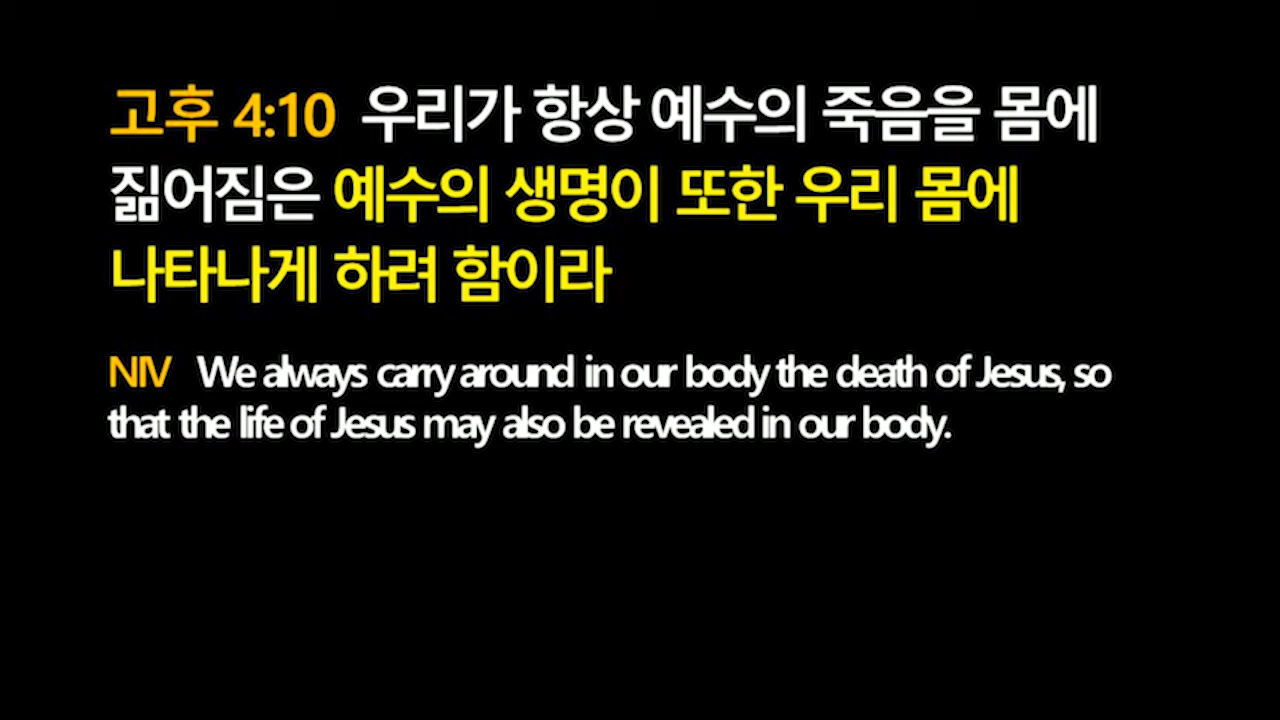 고후 4:10 우리가 항상 예수의 죽음을 몸에
짊어짐은 예수의 생명이 또한 우리 몸에
나타나게 하려 함이라
NIV We always carry around in our body the death of Jesus, so
that the life of Jesus may also be revealed in our body.